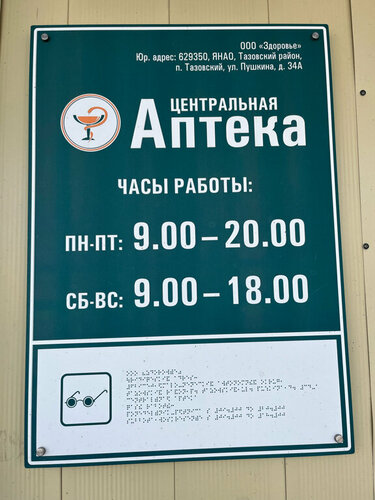 ООО «Здоровье»
Юр. адрес: 629350, ЯНАО, Тазовский район,
п. Тазовский, ул. Пушкина, д. 34А
ЦЕНТРАЛЬНАЯ
Аптека
ЧАСЫ РАБОТЫ:
ПН-ПТ: 9.00 – 20.00
СБ-ВС: 9.00 – 18.00